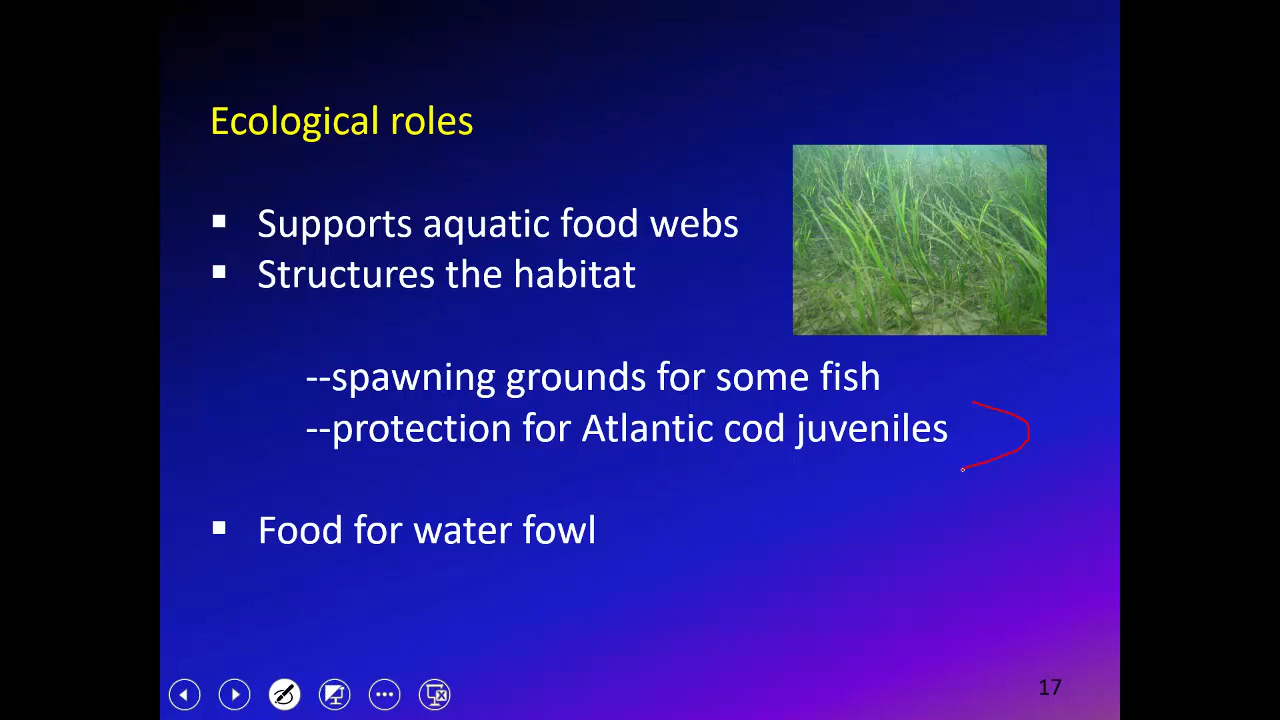 Ecological roles
▪ Supports aquatic food webs
▪ Structures the habitat
--spawning grounds for some fish
--protection for Atlantic cod juveniles
▪ Food for water fowl
17